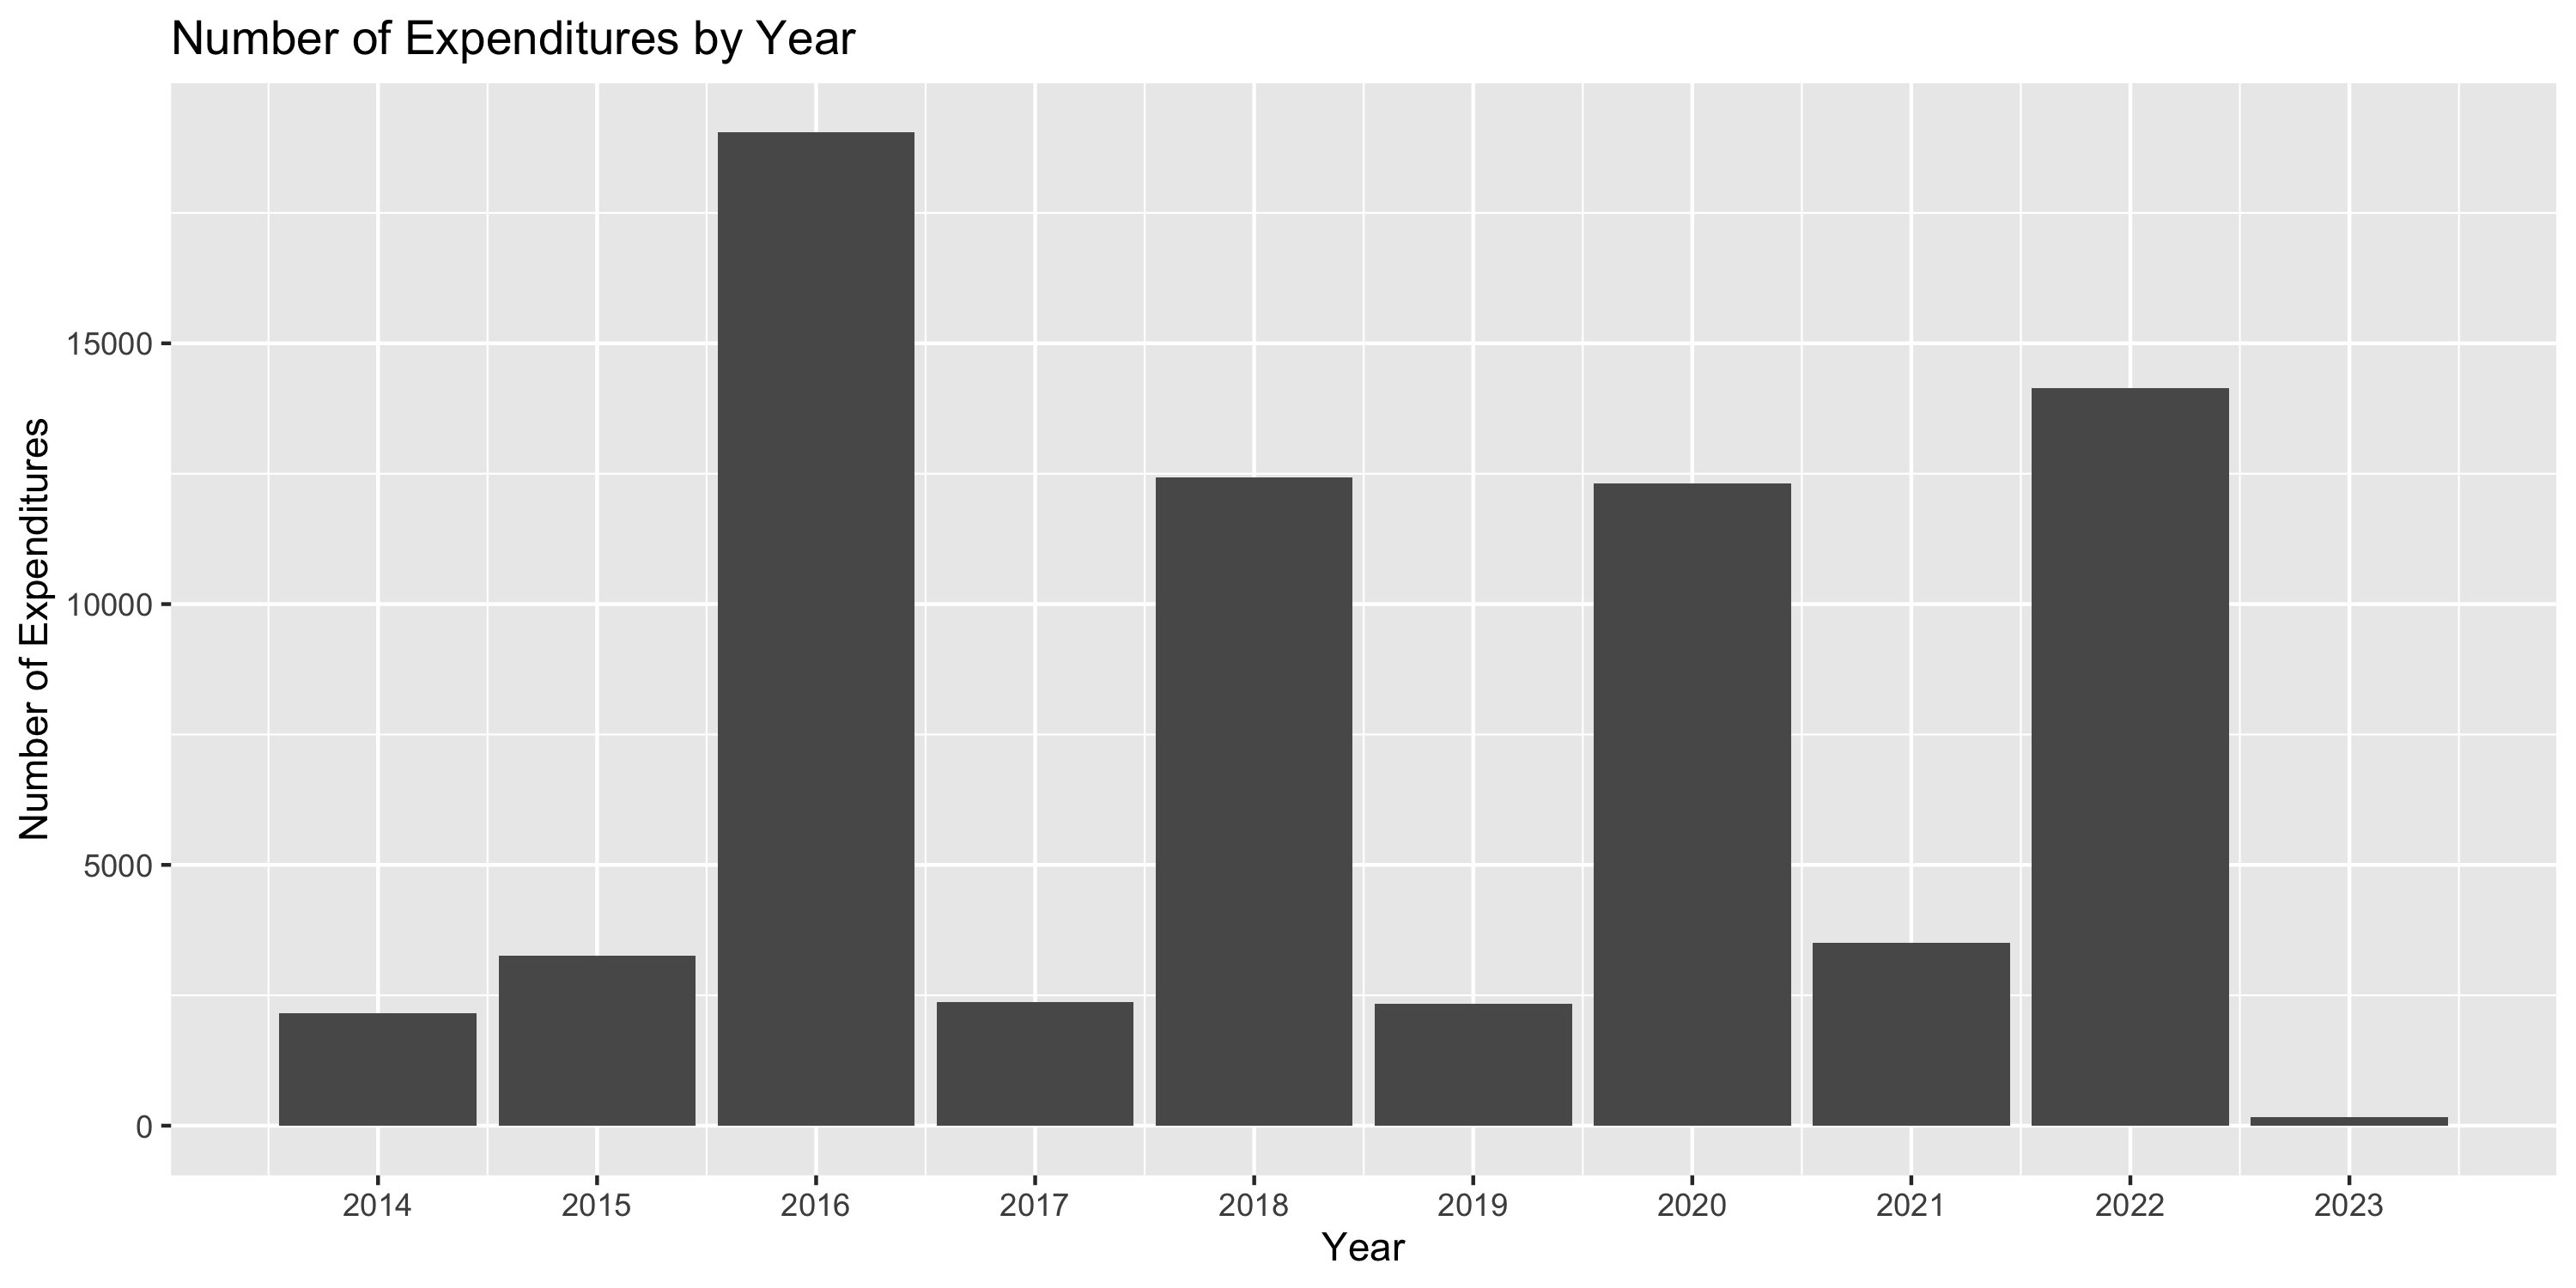 Number of Expenditures by Year
Number of Expenditures
15000
10000
5000
0
2014 2015 2016 2017 2018 2019 2020 2021 2022 2023
Year